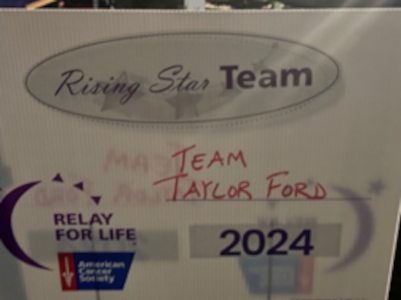 Rising Star Team
TEAM
TAYLOR FORD
RELAY
FOR LIFE
2024
American
Cancer
Society